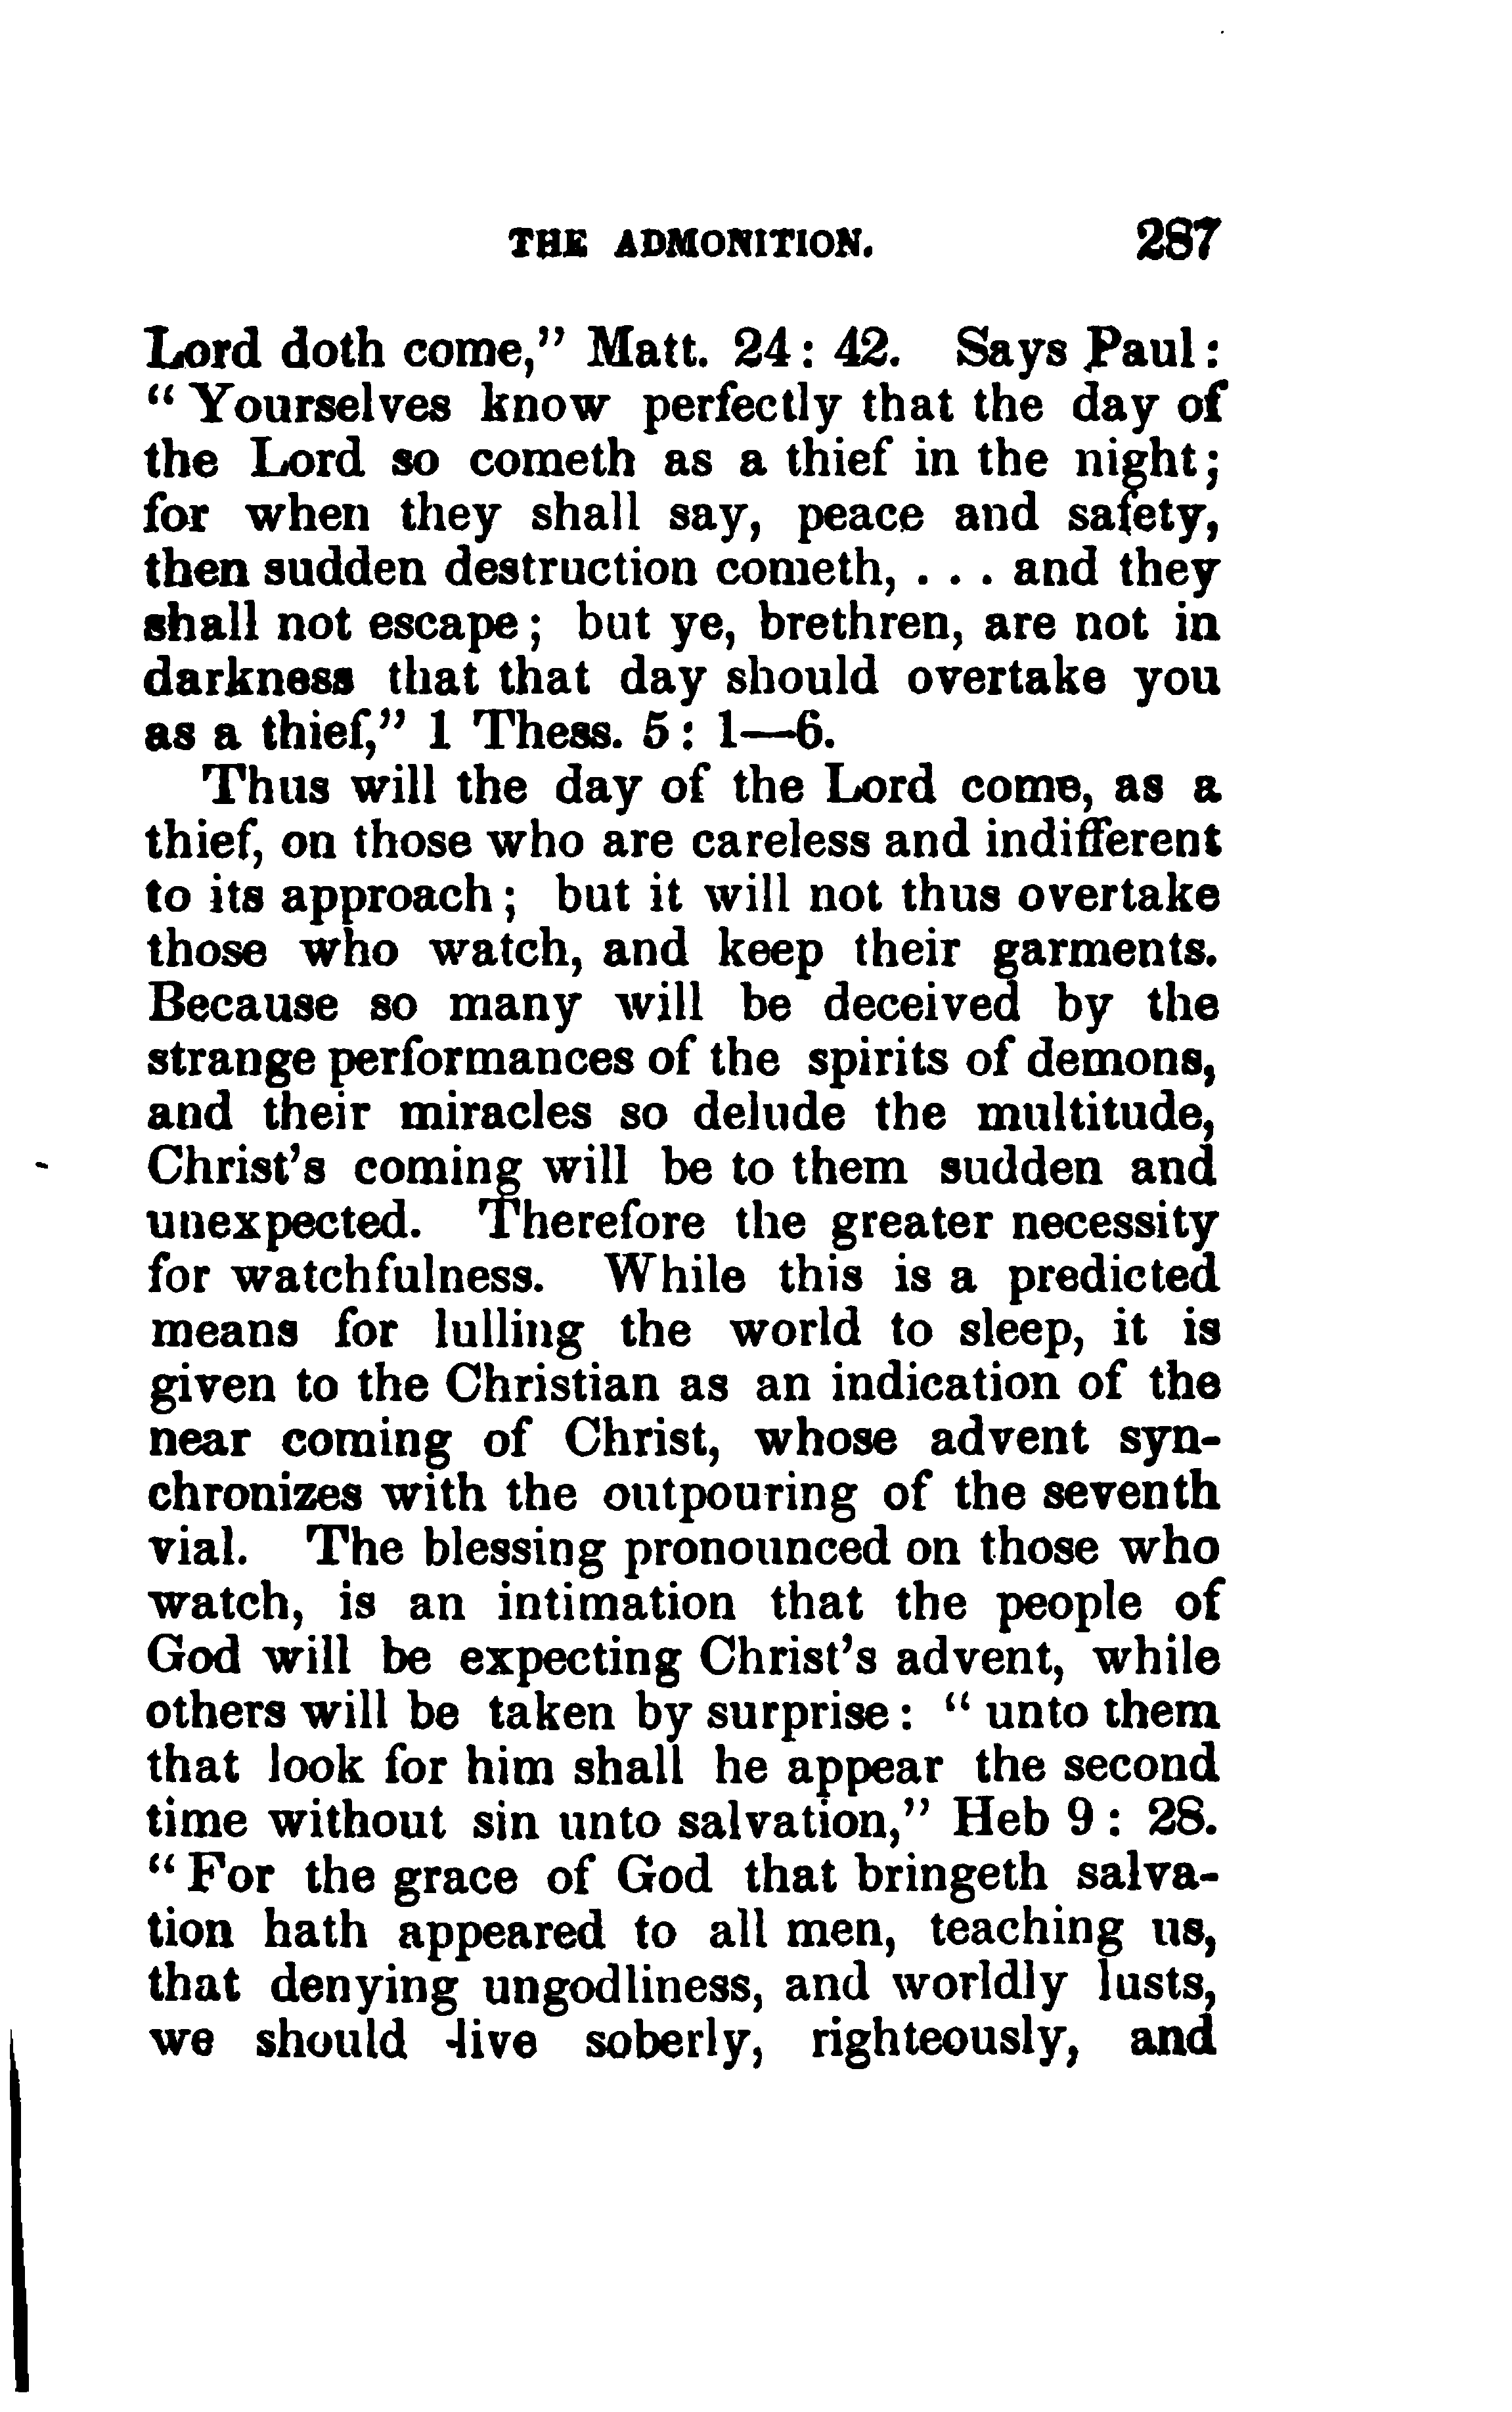 THE ADMONITION. 287
Lord doth come," Matt. 24: 42. Says Paul:
"Yourselves know perfectly that the day of
the Lord so cometh as a thief in the night;
for when they shall say, peace and safety,
then sudden destruction cometh, . . . and they
shall not escape; but ye, brethren, are not in
darkness that that day should overtake you
as a thief," 1 Thess. 5: 1—6.
Thus will the day of the Lord come, as a
thief, on those who are careless and indifferent
to its approach; but it will not thus overtake
those who watch, and keep their garments.
Because so many will be deceived by the
strange performances of the spirits of demons,
and their miracles so delude the multitude,
Christ's coming will be to them sudden and
unexpected. Therefore the greater necessity
for watchfulness. While this is a predicted
means for lulling the world to sleep, it is
given to the Christian as an indication of the
near coming of Christ, whose advent syn-
chronizes with the outpouring of the seventh
vial. The blessing pronounced on those who
watch, is an intimation that the people of
God will be expecting Christ's advent, while
others will be taken by surprise: "unto them
that look for him shall he appear the second
time without sin unto salvation," Heb 9: 28.
"For the grace of God that bringeth salva-
tion hath appeared to all men, teaching us,
that denying ungodliness, and worldly lusts,
we should live soberly, righteously, and